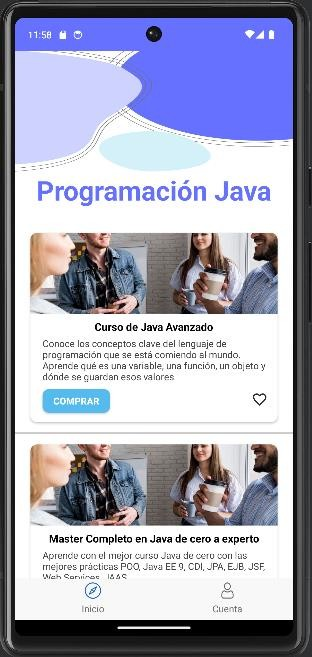 11:58
Programación Java
Curso de Java Avanzado
Conoce los conceptos clave del lenguaje de
programación que se está comiendo al mundo.
Aprende qué es una variable, una función, un objeto y
dónde se guardan esos valores
COMPRAR
Master Completo en Java de cero a experto
Aprende con el mejor curso Java de cero con las
mejores prácticas POO, Java EE 9, CDI, JPA, EJB, JSF,
Web Services, JAAS
Inicio
Cuenta